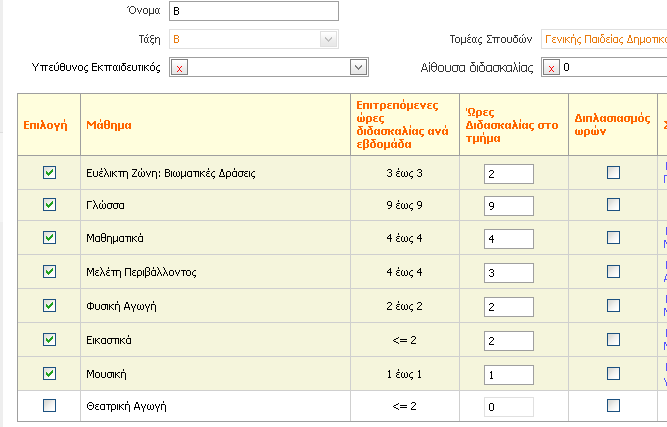 Όνομα Β
Τάξη Β Τομέας Σπουδών Γενικής Παιδείας Δημοτικ
Υπεύθυνος Εκπαιδευτικός x Αίθουσα διδασκαλίας x 0
Επιλογή Μάθημα Επιτρεπόμενες ώρες διδασκαλίας ανά εβδομάδα Ώρες Διδασκαλίας στο τμήμα Διπλασιασμός ωρών
Ευέλικτη Ζώνη: Βιωματικές Δράσεις 3 έως 3 2
Γλώσσα 9 έως 9 9
Μαθηματικά 4 έως 4 4
Μελέτη Περιβάλλοντος 4 έως 4 3
Φυσική Αγωγή 2 έως 2 2
Εικαστικά <= 2 2
Μουσική 1 έως 1 1
Θεατρική Αγωγή <= 2 0